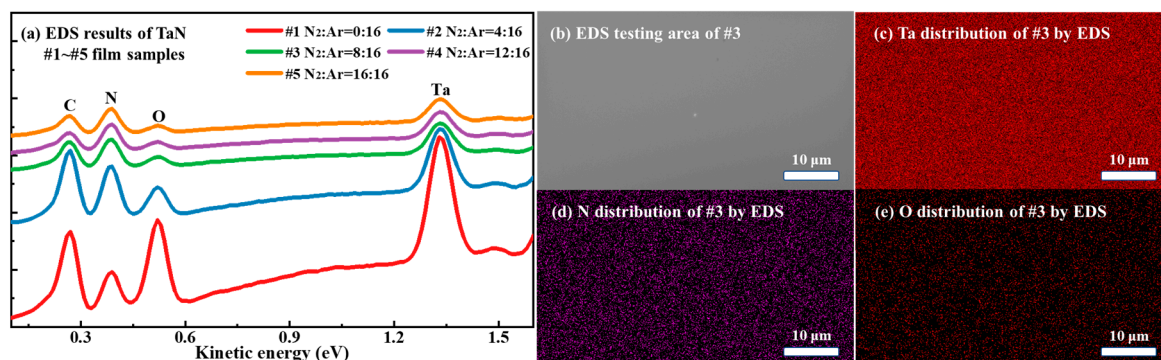 (a) EDS results of TaN
#1~#5 film samples
#1 N₂:Ar=0:16
#2 N₂:Ar=4:16
#3 N₂:Ar=8:16
#4 N₂:Ar=12:16
#5 N₂:Ar=16:16
C
N
O
Ta
0.3
0.6
0.9
1.2
1.5
Kinetic energy (eV)
(b) EDS testing area of #3
10 μm
(c) Ta distribution of #3 by EDS
10 μm
(d) N distribution of #3 by EDS
10 μm
(e) O distribution of #3 by EDS
10 μm